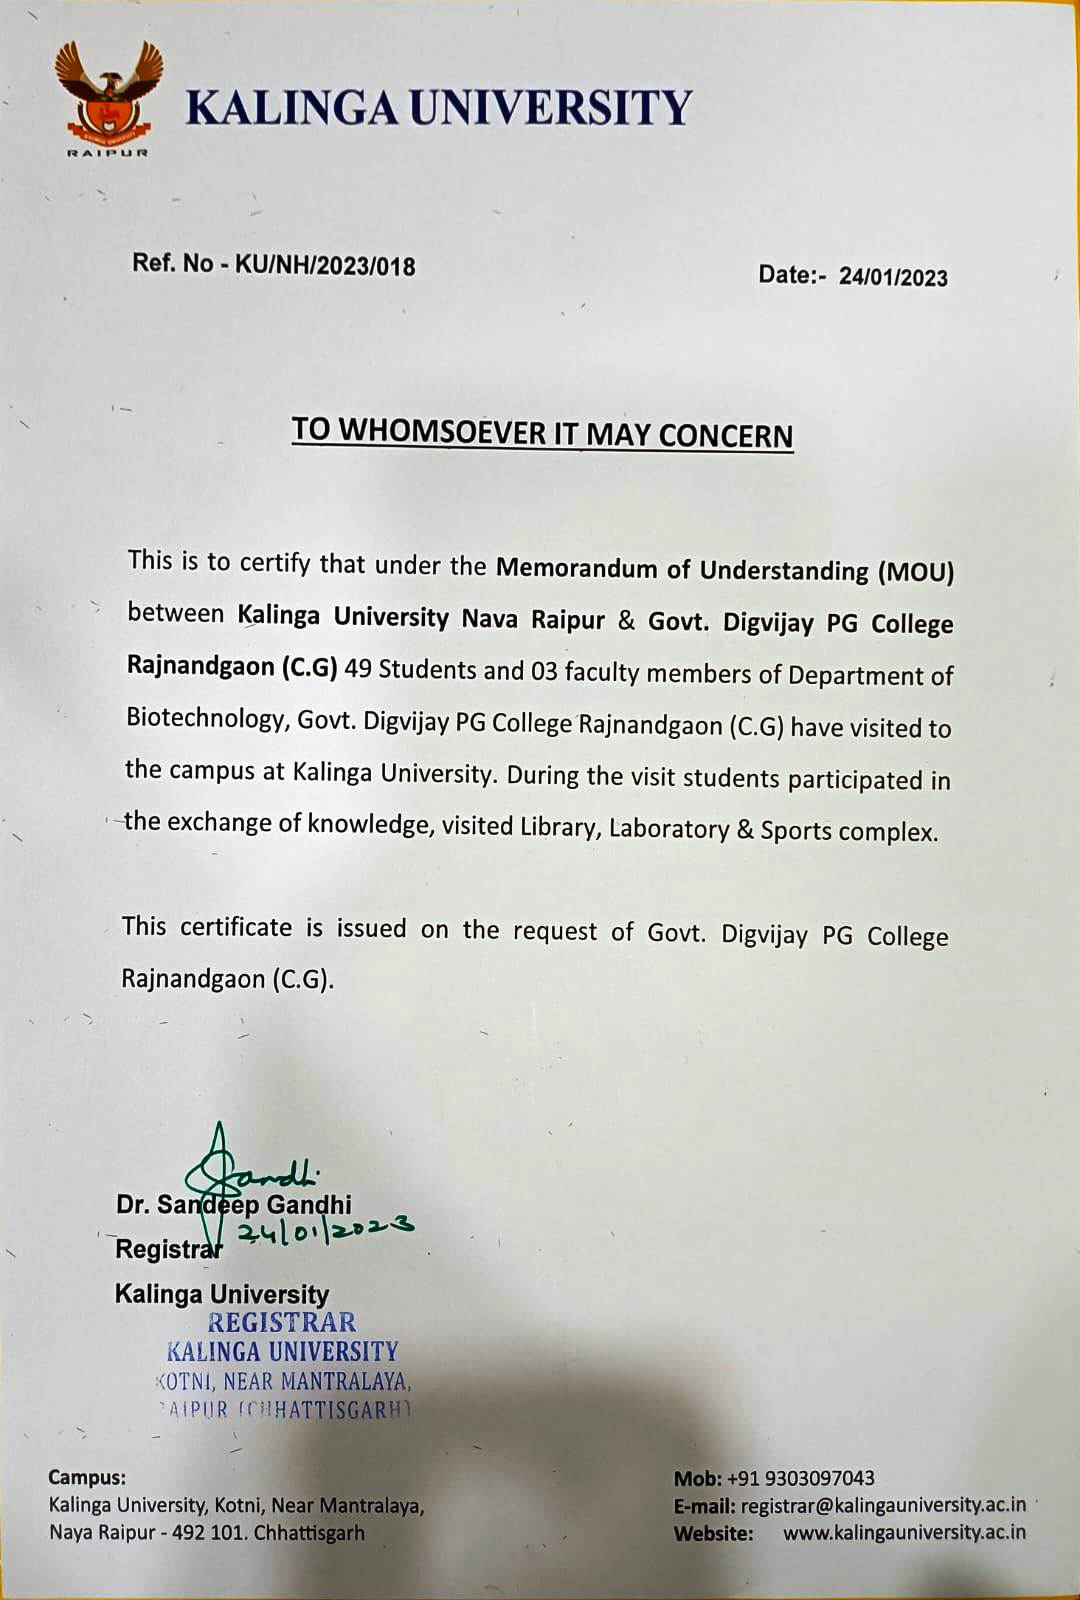 KALINGA UNIVERSITY
RAIPUR
Ref. No - KU/NH/2023/018
Date:- 24/01/2023
TO WHOMSOEVER IT MAY CONCERN
This is to certify that under the Memorandum of Understanding (MOU)
between Kalinga University Nava Raipur & Govt. Digvijay PG College
Rajnandgaon (C.G) 49 Students and 03 faculty members of Department of
Biotechnology, Govt. Digvijay PG College Rajnandgaon (C.G) have visited to
the campus at Kalinga University. During the visit students participated in
the exchange of knowledge, visited Library, Laboratory & Sports complex.
This certificate is issued on the request of Govt. Digvijay PG College
Rajnandgaon (C.G).
Gandhi
Dr. Sandeep Gandhi
24/01/2023
Registrar
Kalinga University
REGISTRAR
KALINGA UNIVERSITY
KOTNI, NEAR MANTRALAYA,
RAIPUR (CHHATTISGARH)
Campus:
Kalinga University, Kotni, Near Mantralaya,
Naya Raipur - 492 101. Chhattisgarh
Mob: +91 9303097043
E-mail: registrar@kalingauniversity.ac.in
Website: www.kalingauniversity.ac.in